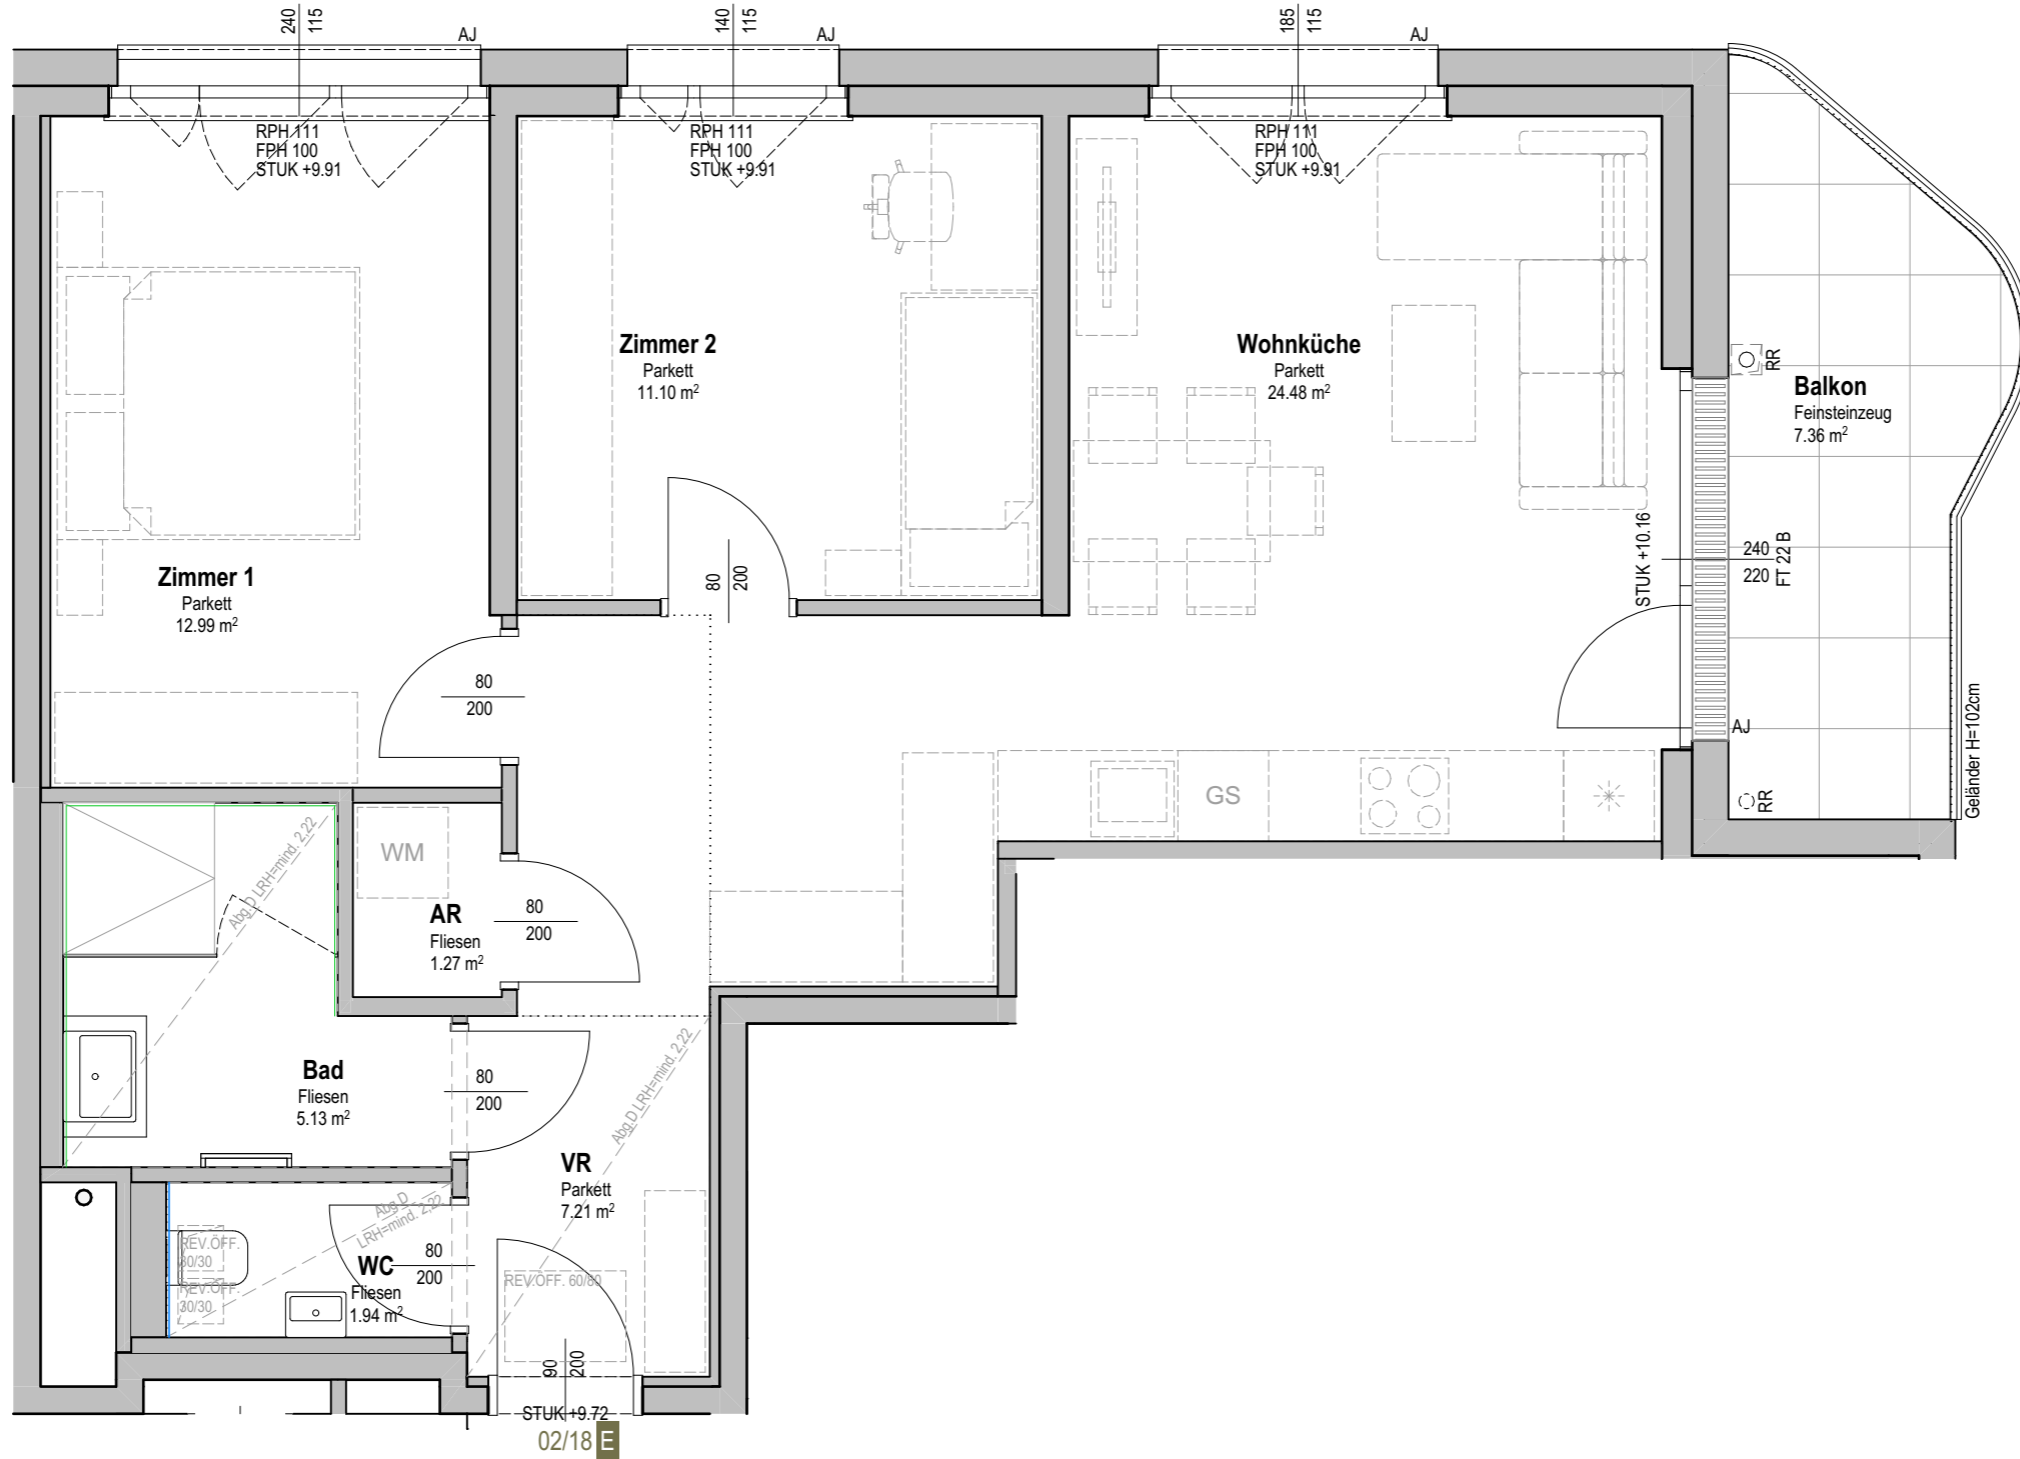 240
115
AJ
140
115
AJ
185
115
AJ
RPH 111
FPH 100
STUK +9.91
RPH 111
FPH 100
STUK +9.91
RPH 111
FPH 100
STUK +9.91
Zimmer 2
Parkett
11.10 m²
Wohnküche
Parkett
24.48 m²
RR
Balkon
Feinsteinzeug
7.36 m²
Zimmer 1
Parkett
12.99 m²
80
200
STUK +10.16
240
220
FT 22 B
80
200
AJ
Geländer H=102cm
GS
RR
WM
Abg.D LRH=mind. 2,22
AR
Fliesen
1.27 m²
80
200
Bad
Fliesen
5.13 m²
80
200
Abg.D LRH=mind. 2,22
VR
Parkett
7.21 m²
Abg.D
LRH=mind. 2,22
REV.ÖFF.
30/30
REV.ÖFF.
30/30
WC
Fliesen
1.94 m²
80
200
REV.ÖFF. 60/80
90
200
STUK +9.72
02/18 E